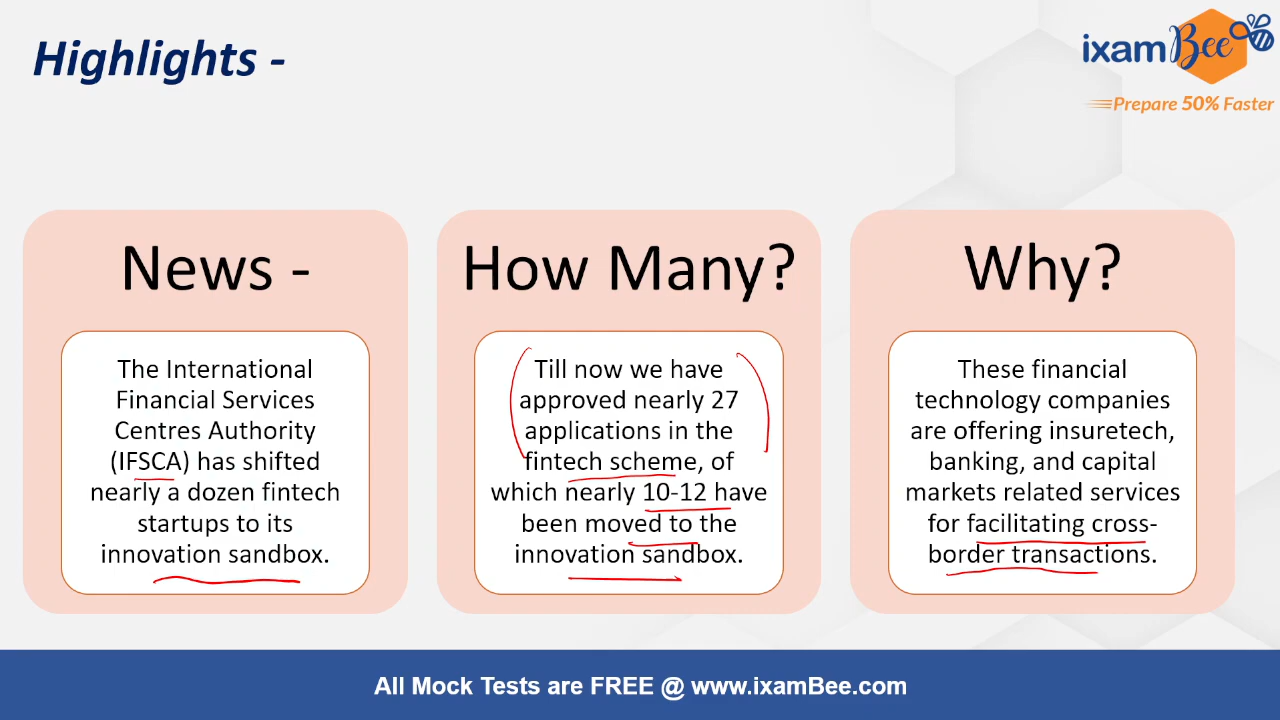 Highlights -
ixamBee
Prepare 50% Faster
News -
The International
Financial Services
Centres Authority
(IFSCA) has shifted
nearly a dozen fintech
startups to its
innovation sandbox.
How Many?
Till now we have
approved nearly 27
applications in the
fintech scheme, of
which nearly 10-12 have
been moved to the
innovation sandbox.
Why?
These financial
technology companies
are offering insuretech,
banking, and capital
markets related services
for facilitating cross-
border transactions.
All Mock Tests are FREE @ www.ixamBee.com